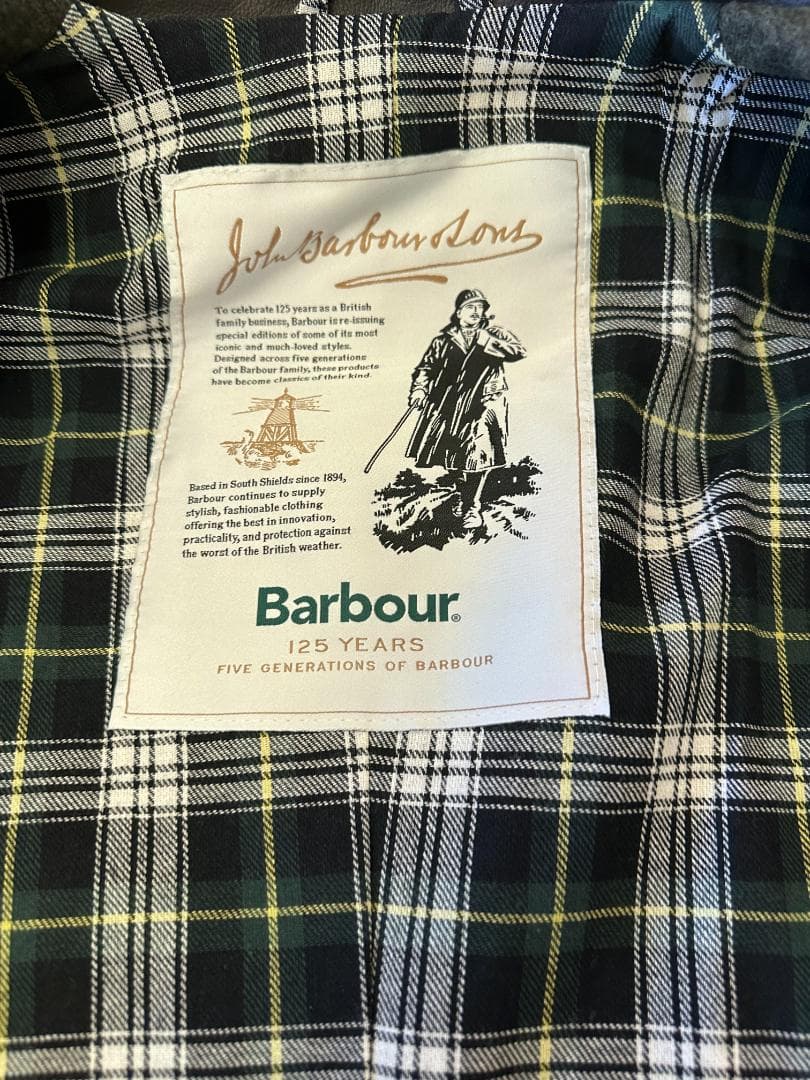 John Barbour & Sons
To celebrate 125 years as a British
family business, Barbour is re-issuing
special editions of some of its most
iconic and much-loved styles.
Designed across five generations
of the Barbour family, these products
have become classics of their kind.
Based in South Shields since 1894,
Barbour continues to supply
stylish, fashionable clothing
offering the best in innovation,
practicality, and protection against
the worst of the British weather.
Barbour®
125 YEARS
FIVE GENERATIONS OF BARBOUR